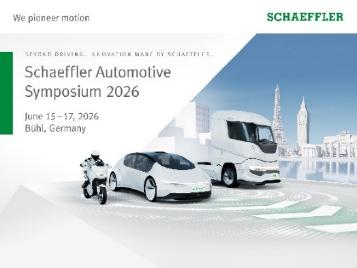 We pioneer motion
SCHAEFFLER
BEYOND DRIVING. INNOVATION MADE BY SCHAEFFLER.
Schaeffler Automotive
Symposium 2026
June 15–17, 2026
Bühl, Germany